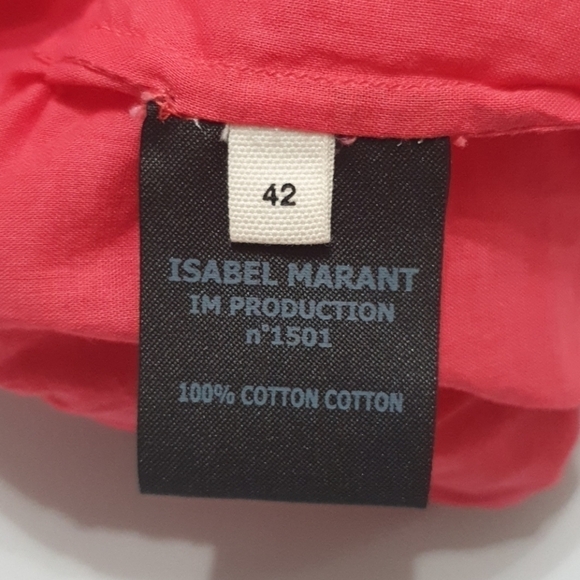 42
ISABEL MARANT
IM PRODUCTION
n°1501
100% COTTON COTTON